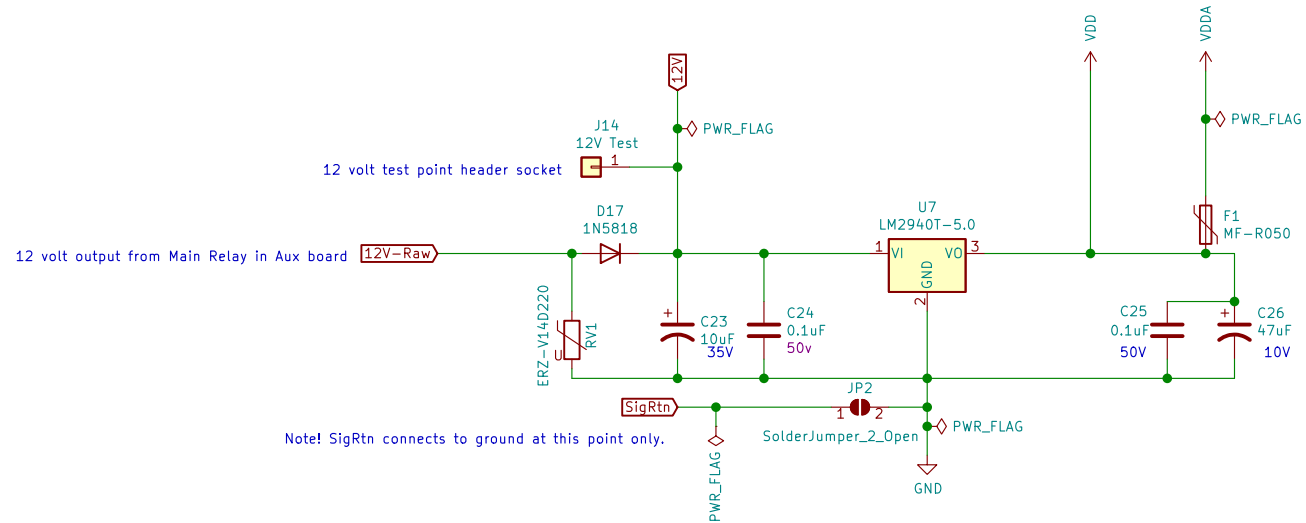 VDD
VDDA
12V
PWR_FLAG
PWR_FLAG
J14
12V Test
1
12 volt test point header socket
D17
1N5818
U7
LM2940T-5.0
F1
MF-R050
12 volt output from Main Relay in Aux board
12V-Raw
1
VI
VO
3
GND
2
ERZ-V14D220
RV1
U
+
C23
10uF
35V
C24
0.1uF
50v
C25
0.1uF
50V
+
C26
47uF
10V
JP2
SigRtn
1
2
SolderJumper_2_Open
PWR_FLAG
Note! SigRtn connects to ground at this point only.
PWR_FLAG
GND